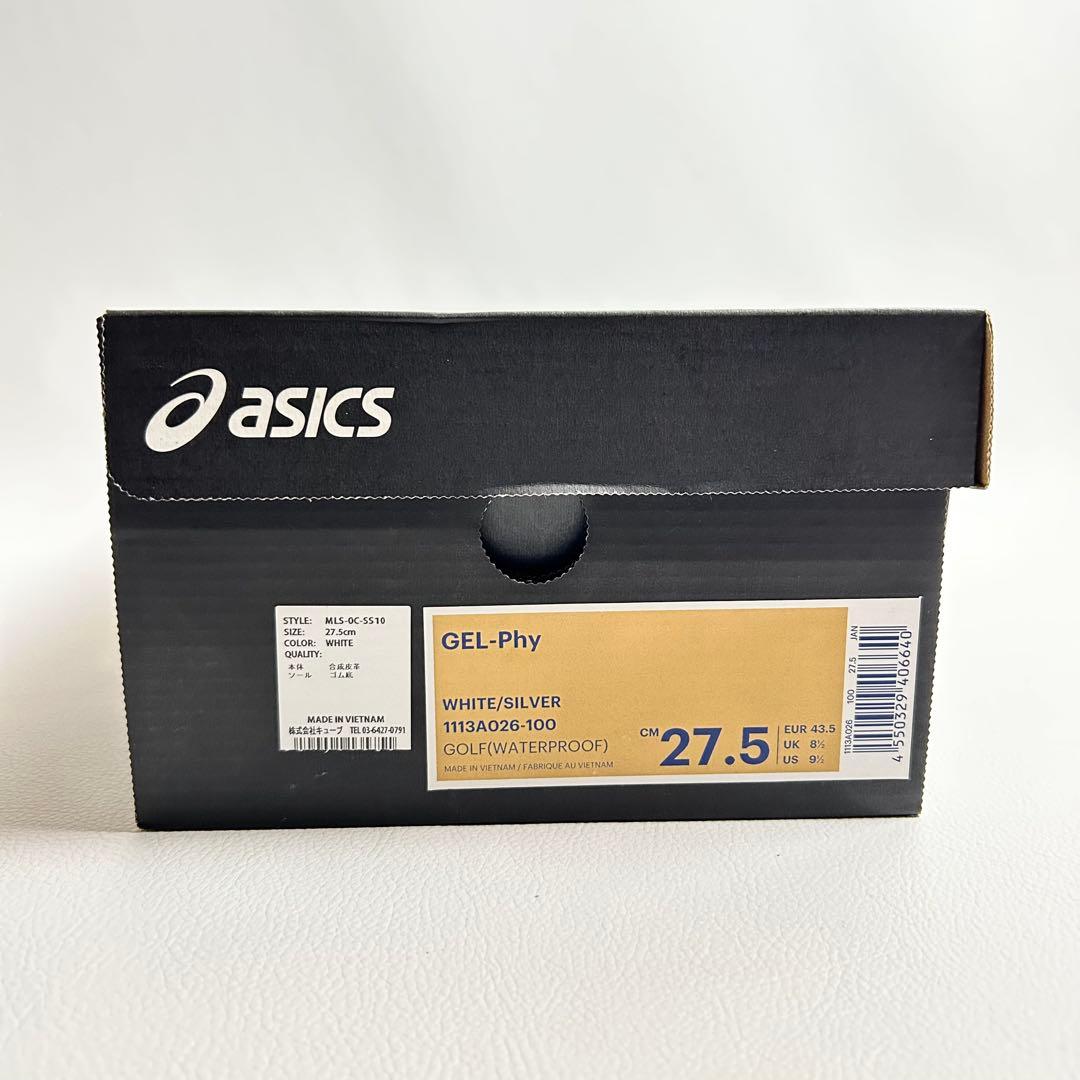 asics
STYLE: MLS-0C-SS10
SIZE: 27.5cm
COLOR: WHITE
QUALITY:
本体 合成皮革
ソール ゴム底
MADE IN VIETNAM
株式会社キューブ TEL 03-6427-0791
GEL-Phy
WHITE/SILVER
1113A026-100
GOLF(WATERPROOF)
MADE IN VIETNAM / FABRIQUE AU VIETNAM
CM 27.5
EUR 43.5
UK 8½
US 9½
1113A026 100 27.5 JAN
4 550329 406640